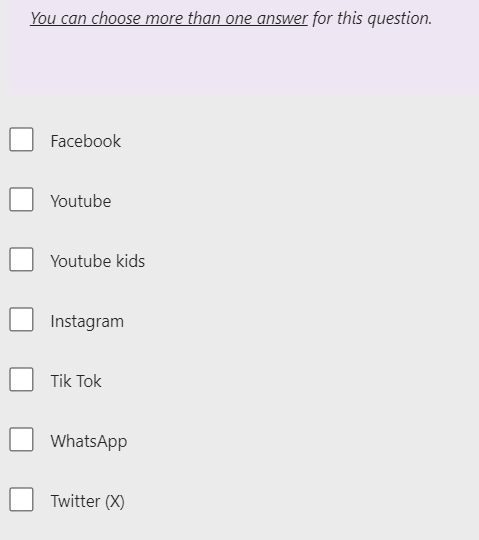 You can choose more than one answer for this question.
Facebook
Youtube
Youtube kids
Instagram
Tik Tok
WhatsApp
Twitter (X)